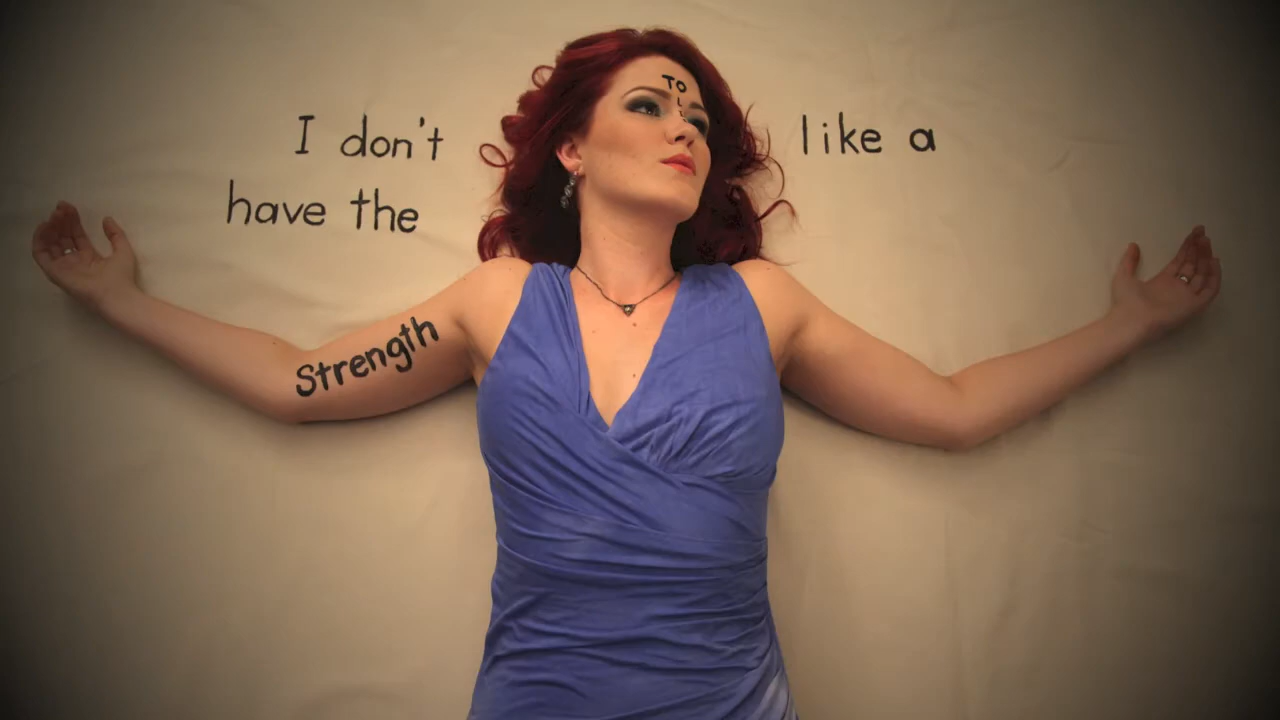 I don't
have the
Strength
TO
like a